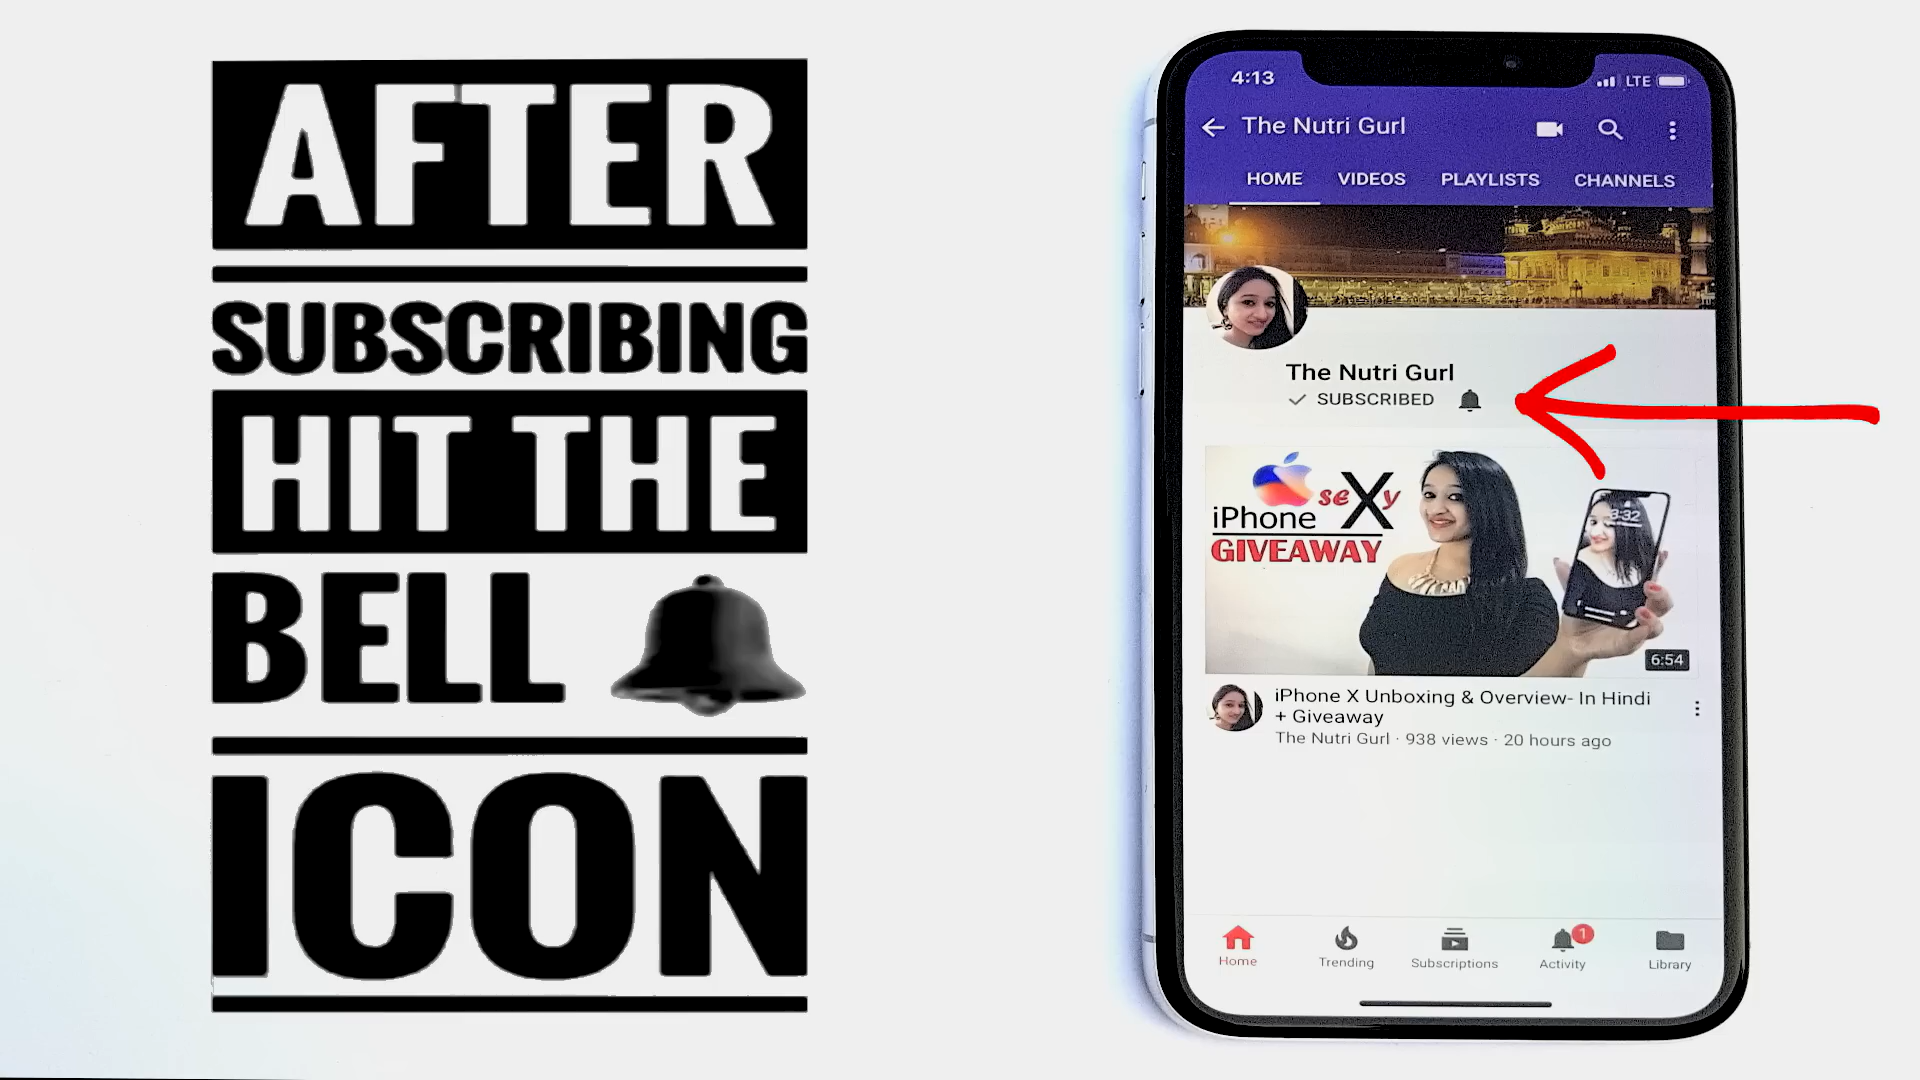 AFTER
SUBSCRIBING
HIT THE
BELL
ICON
4:13
LTE
The Nutri Gurl
HOME VIDEOS PLAYLISTS CHANNELS
The Nutri Gurl
SUBSCRIBED
seXy
iPhone
GIVEAWAY
3:32
6:54
iPhone X Unboxing & Overview- In Hindi
+ Giveaway
The Nutri Gurl · 938 views · 20 hours ago
1
Home Trending Subscriptions Activity Library